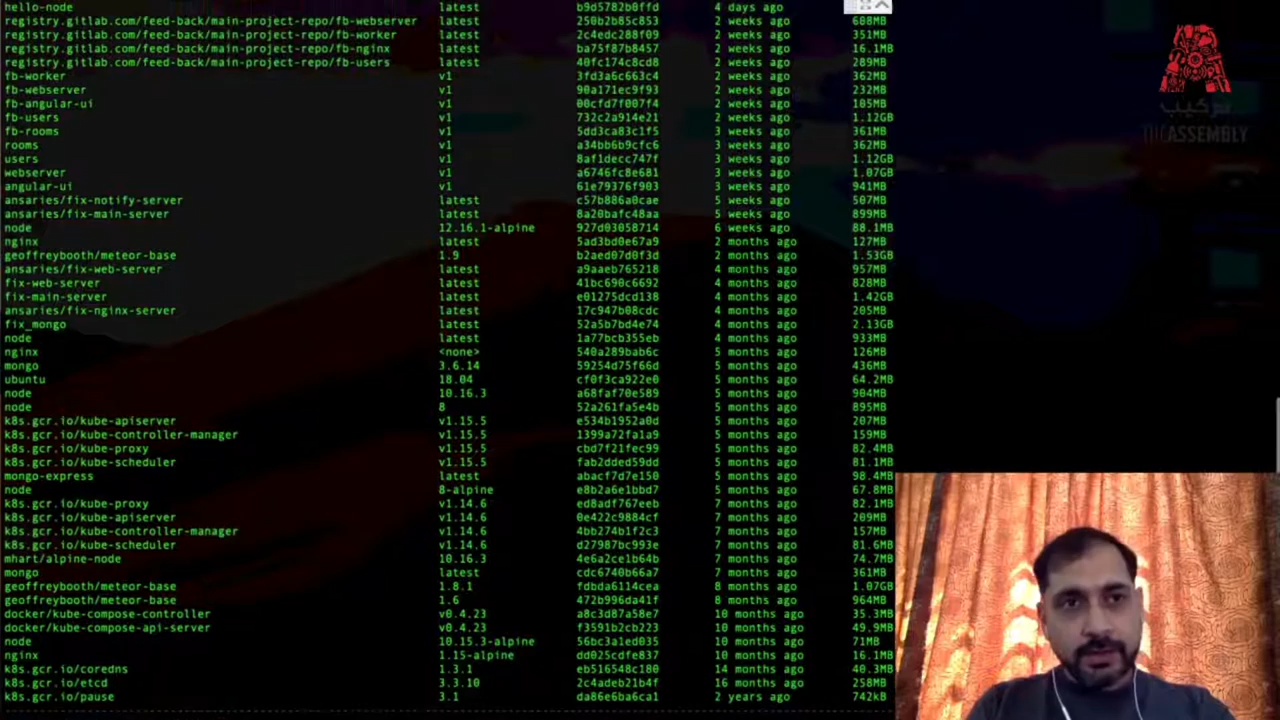 hello-node latest b9d5782b0ffd 4 days ago
registry.gitlab.com/feed-back/main-project-repo/fb-webserver latest 250b2b85c853 2 weeks ago 608MB
registry.gitlab.com/feed-back/main-project-repo/fb-worker latest 2c4edc288f09 2 weeks ago 351MB
registry.gitlab.com/feed-back/main-project-repo/fb-nginx latest ba75f87b8457 2 weeks ago 16.1MB
registry.gitlab.com/feed-back/main-project-repo/fb-users latest 40fc174c8cd8 2 weeks ago 289MB
fb-worker v1 3fd3a6c663c4 2 weeks ago 362MB
fb-webserver v1 90a171ec9f93 2 weeks ago 232MB
fb-angular-ui v1 00cfd7f007f4 2 weeks ago 105MB
fb-users v1 732c2a914e21 2 weeks ago 1.12GB
fb-rooms v1 5dd3ca83c1f5 3 weeks ago 361MB
rooms v1 a34bb6b9cfc6 3 weeks ago 362MB
users v1 8af1decc747f 3 weeks ago 1.12GB
webserver v1 a6746fc8e681 3 weeks ago 1.07GB
angular-ui v1 61e79376f903 3 weeks ago 941MB
ansaries/fix-notify-server latest c57b886a0cae 5 weeks ago 507MB
ansaries/fix-main-server latest 8a20bafc48aa 5 weeks ago 899MB
node 12.16.1-alpine 927d03058714 6 weeks ago 88.1MB
nginx latest 5ad3bd0e67a9 2 months ago 127MB
geoffreybooth/meteor-base 1.9 b2aed07d0f3d 2 months ago 1.53GB
ansaries/fix-web-server latest a9aaeb765218 4 months ago 957MB
fix-web-server latest 41bc690c6692 4 months ago 828MB
fix-main-server latest e01275dcd138 4 months ago 1.42GB
ansaries/fix-nginx-server latest 17c947b08cdc 4 months ago 205MB
fix_mongo latest 52a5b7bd4e74 4 months ago 2.13GB
node latest 1a77bcb355eb 4 months ago 933MB
nginx <none> 540a289bab6c 5 months ago 126MB
mongo 3.6.14 59254d75f66d 5 months ago 436MB
ubuntu 18.04 cf0f3ca922e0 5 months ago 64.2MB
node 10.16.3 a68faf70e589 5 months ago 904MB
node 8 52a261fa5e4b 5 months ago 895MB
k8s.gcr.io/kube-apiserver v1.15.5 e534b1952a0d 5 months ago 207MB
k8s.gcr.io/kube-controller-manager v1.15.5 1399a72fa1a9 5 months ago 159MB
k8s.gcr.io/kube-proxy v1.15.5 cbd7f21fec99 5 months ago 82.4MB
k8s.gcr.io/kube-scheduler v1.15.5 fab2dded59dd 5 months ago 81.1MB
mongo-express latest abacf7d7e150 5 months ago 98.4MB
node 8-alpine e8b2a6e1bbd7 5 months ago 67.8MB
k8s.gcr.io/kube-proxy v1.14.6 ed8adf767eeb 7 months ago 82.1MB
k8s.gcr.io/kube-apiserver v1.14.6 0e422c9884cf 7 months ago 209MB
k8s.gcr.io/kube-controller-manager v1.14.6 4bb274b1f2c3 7 months ago 157MB
k8s.gcr.io/kube-scheduler v1.14.6 d27987bc993e 7 months ago 81.6MB
mhart/alpine-node 10.16.3 4e6a2ce1b64b 7 months ago 74.7MB
mongo latest cdc6740b66a7 7 months ago 361MB
geoffreybooth/meteor-base 1.8.1 fdbda6114cea 8 months ago 1.07GB
geoffreybooth/meteor-base 1.6 472b996da41f 8 months ago 964MB
docker/kube-compose-controller v0.4.23 a8c3d87a58e7 10 months ago 35.3MB
docker/kube-compose-api-server v0.4.23 f3591b2cb223 10 months ago 49.9MB
node 10.15.3-alpine 56bc3a1ed035 10 months ago 71MB
nginx 1.15-alpine dd025cdfe837 10 months ago 16.1MB
k8s.gcr.io/coredns 1.3.1 eb516548c180 14 months ago 40.3MB
k8s.gcr.io/etcd 3.3.10 2c4adeb21b4f 16 months ago 258MB
k8s.gcr.io/pause 3.1 da86e6ba6ca1 2 years ago 742kB
تركيب
THE ASSEMBLY